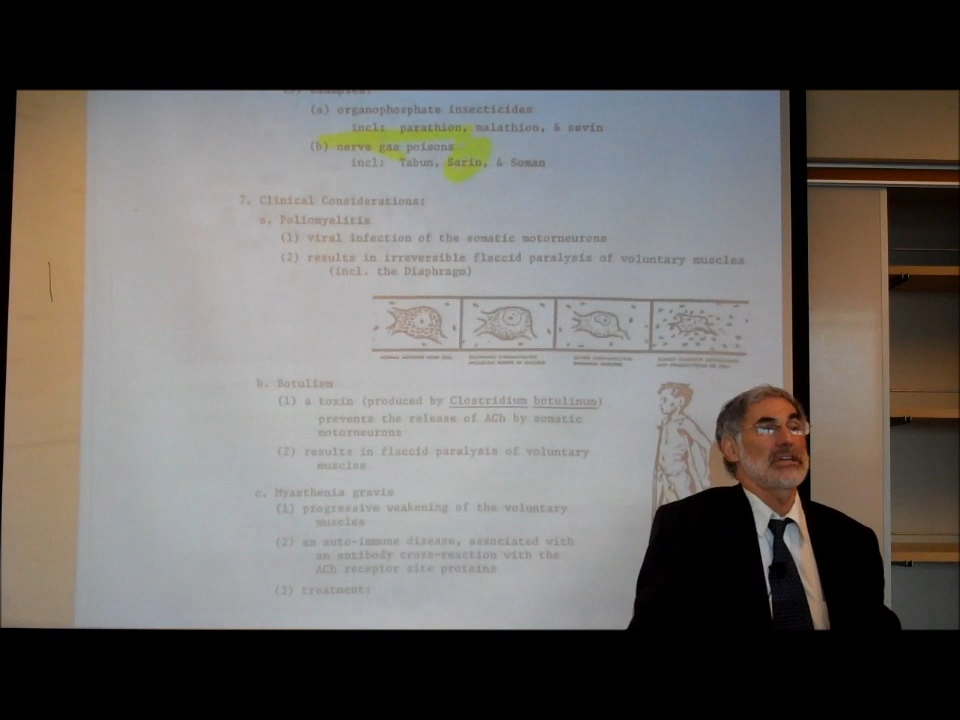 (a) organophosphate insecticides
incl: parathion, malathion, & sevin
(b) nerve gas poisons
incl: Tabun, Sarin, & Soman
7. Clinical Considerations:
a. Poliomyelitis
(1) viral infection of the somatic motorneurons
(2) results in irreversible flaccid paralysis of voluntary muscles
(incl. the Diaphragm)
b. Botulism
(1) a toxin (produced by Clostridium botulinum)
prevents the release of ACh by somatic
motorneurons
(2) results in flaccid paralysis of voluntary
muscles
c. Myasthenia gravis
(1) progressive weakening of the voluntary
muscles
(2) an auto-immune disease, associated with
an antibody cross-reaction with the
ACh receptor site proteins
(3) treatment: